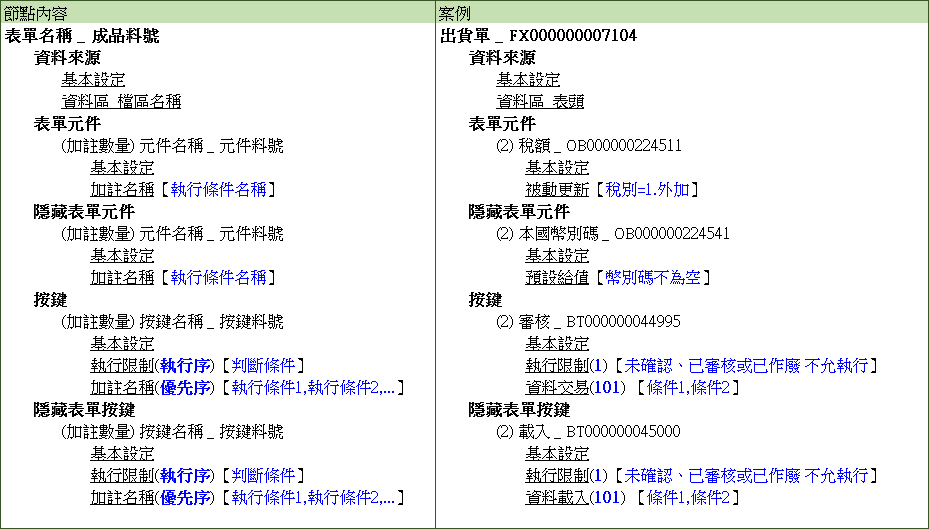 節點內容
表單名稱 _ 成品料號
資料來源
基本設定
資料區_檔區名稱
表單元件
(加註數量) 元件名稱 _ 元件料號
基本設定
加註名稱【執行條件名稱】
隱藏表單元件
(加註數量) 元件名稱 _ 元件料號
基本設定
加註名稱【執行條件名稱】
按鍵
(加註數量) 按鍵名稱 _ 按鍵料號
基本設定
執行限制(執行序)【判斷條件】
加註名稱(優先序)【執行條件1,執行條件2,...】
隱藏表單按鍵
(加註數量) 按鍵名稱 _ 按鍵料號
基本設定
執行限制(執行序)【判斷條件】
加註名稱(優先序)【執行條件1,執行條件2,...】
案例
出貨單 _ FX000000007104
資料來源
基本設定
資料區_表頭
表單元件
(2) 稅額 _ OB000000224511
基本設定
被動更新【稅別=1.外加】
隱藏表單元件
(2) 本國幣別碼 _ OB000000224541
基本設定
預設給值【幣別碼不為空】
按鍵
(2) 審核 _ BT000000044995
基本設定
執行限制(1)【未確認、已審核或已作廢 不允執行】
資料交易(101) 【條件1,條件2】
隱藏表單按鍵
(2) 載入 _ BT000000045000
基本設定
執行限制(1)【未確認、已審核或已作廢 不允執行】
資料載入(101) 【條件1,條件2】